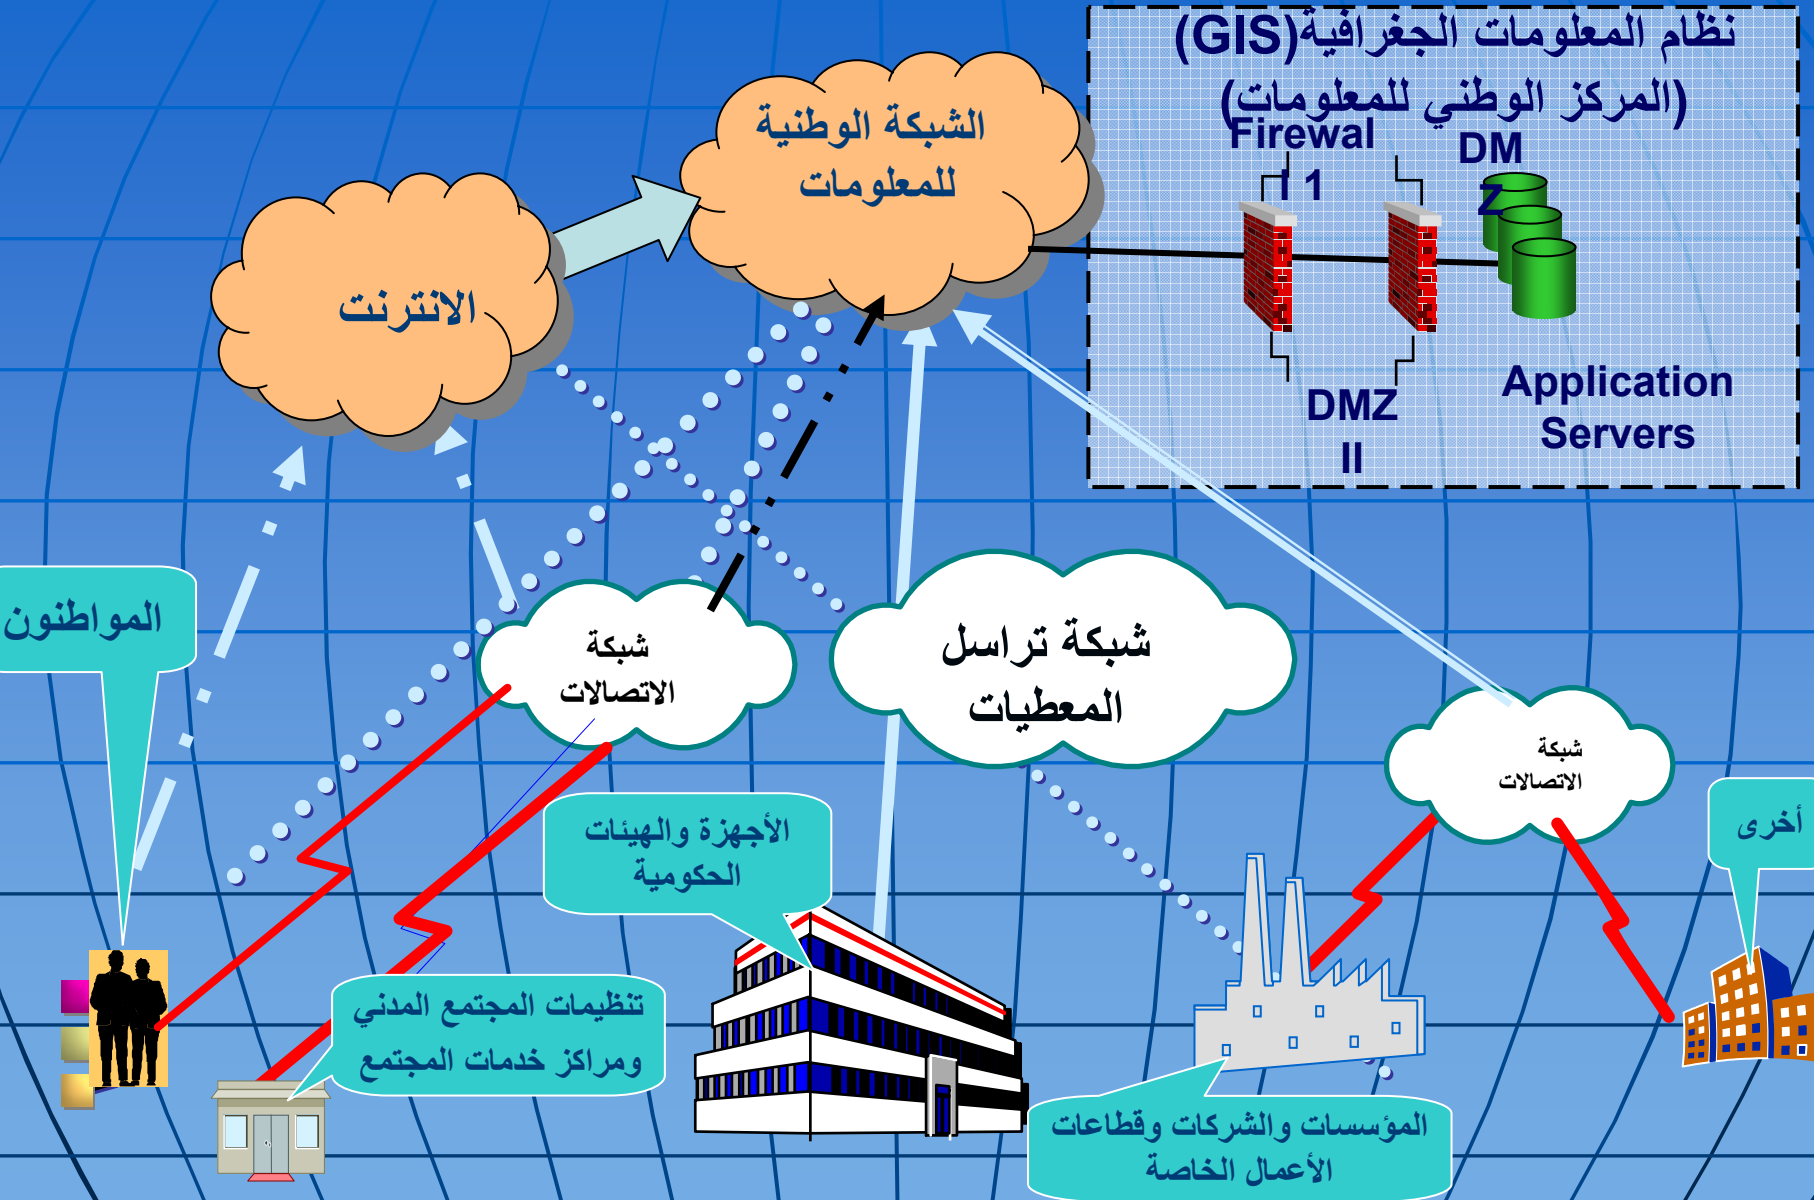 نظام المعلومات الجغرافية(GIS)
(المركز الوطني للمعلومات)
Firewal
l 1
DM
Z
DMZ
II
Application
Servers
الشبكة الوطنية
للمعلومات
الانترنت
المواطنون
شبكة
الاتصالات
شبكة تراسل
المعطيات
شبكة
الاتصالات
أخرى
الأجهزة والهيئات
الحكومية
تنظيمات المجتمع المدني
ومراكز خدمات المجتمع
المؤسسات والشركات وقطاعات
الأعمال الخاصة